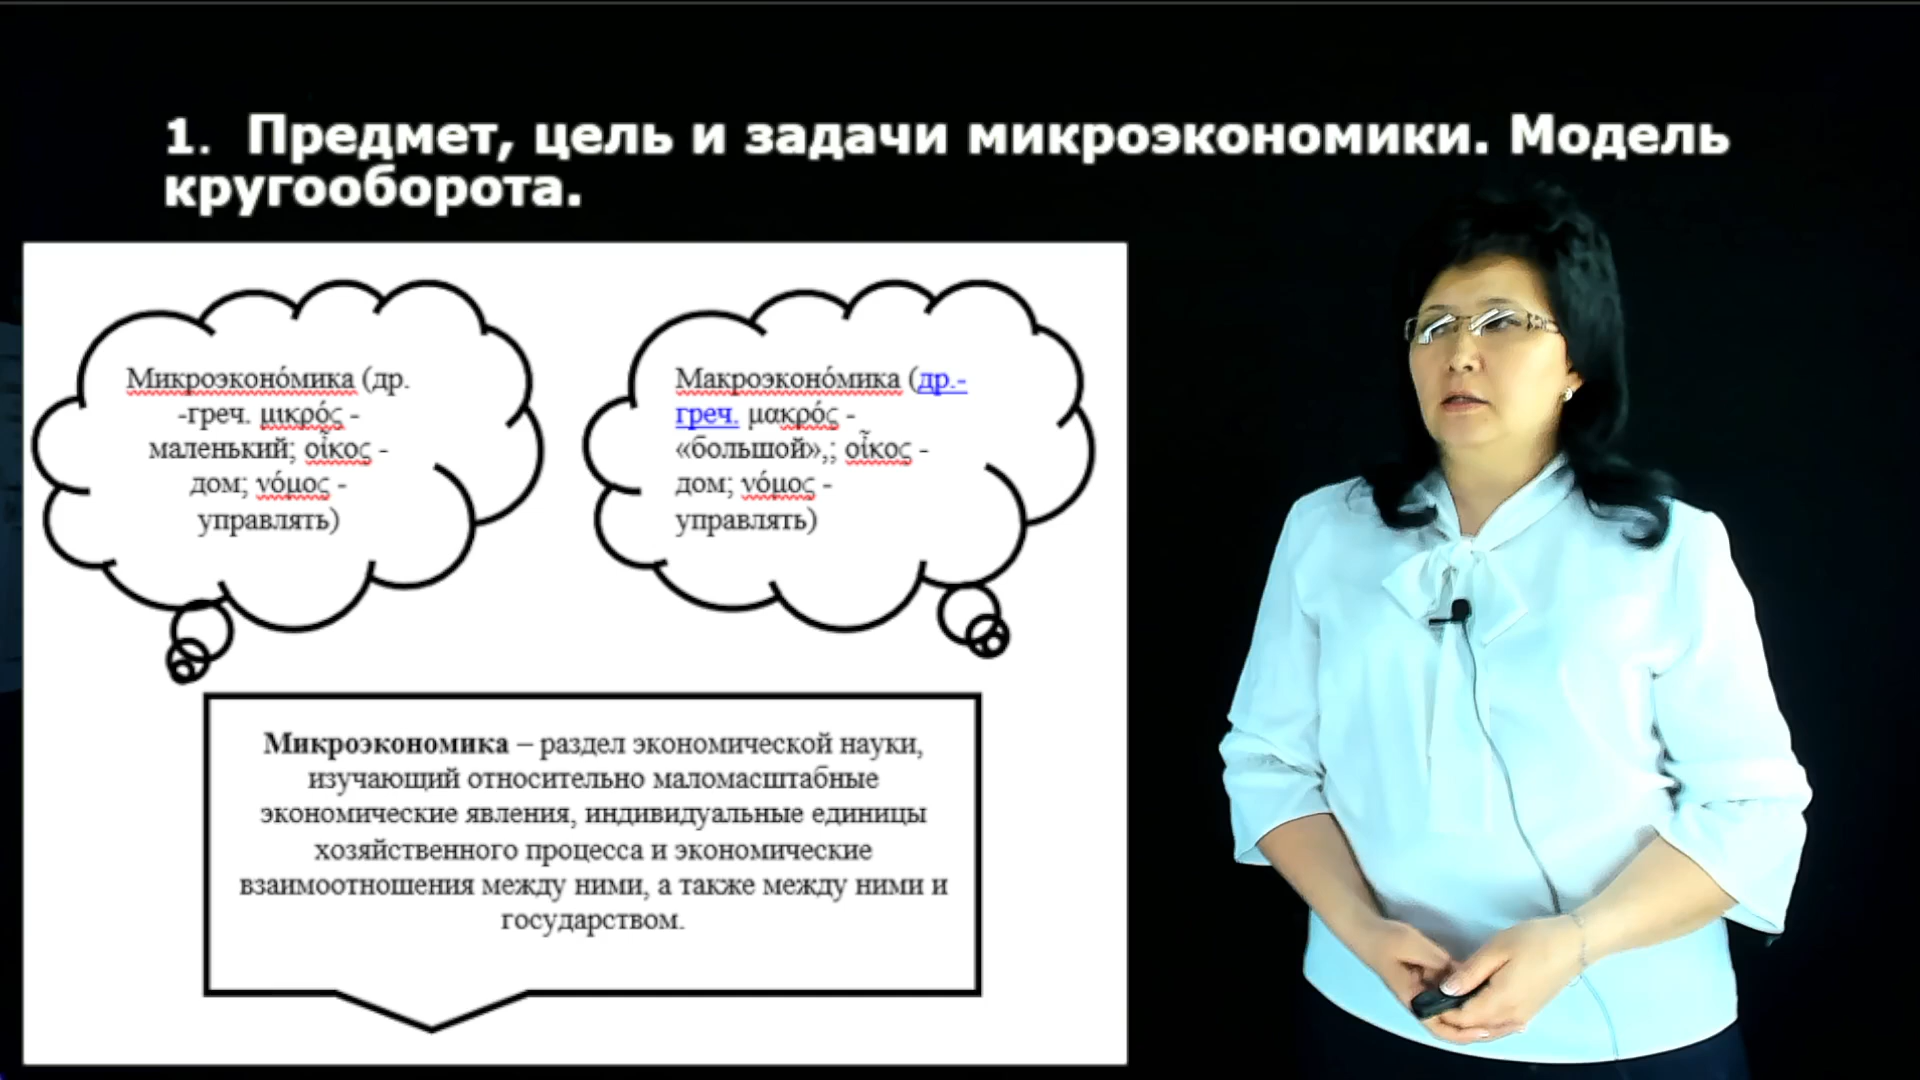 1. Предмет, цель и задачи микроэкономики. Модель
кругооборота.
Микроэконо́мика (др.
-греч. μικρός -
маленький; οἶκος -
дом; νόμος -
управлять)
Макроэконо́мика (др.-
греч. μακρός -
«большой»,; οἶκος -
дом; νόμος -
управлять)
Микроэкономика – раздел экономической науки,
изучающий относительно маломасштабные
экономические явления, индивидуальные единицы
хозяйственного процесса и экономические
взаимоотношения между ними, а также между ними и
государством.